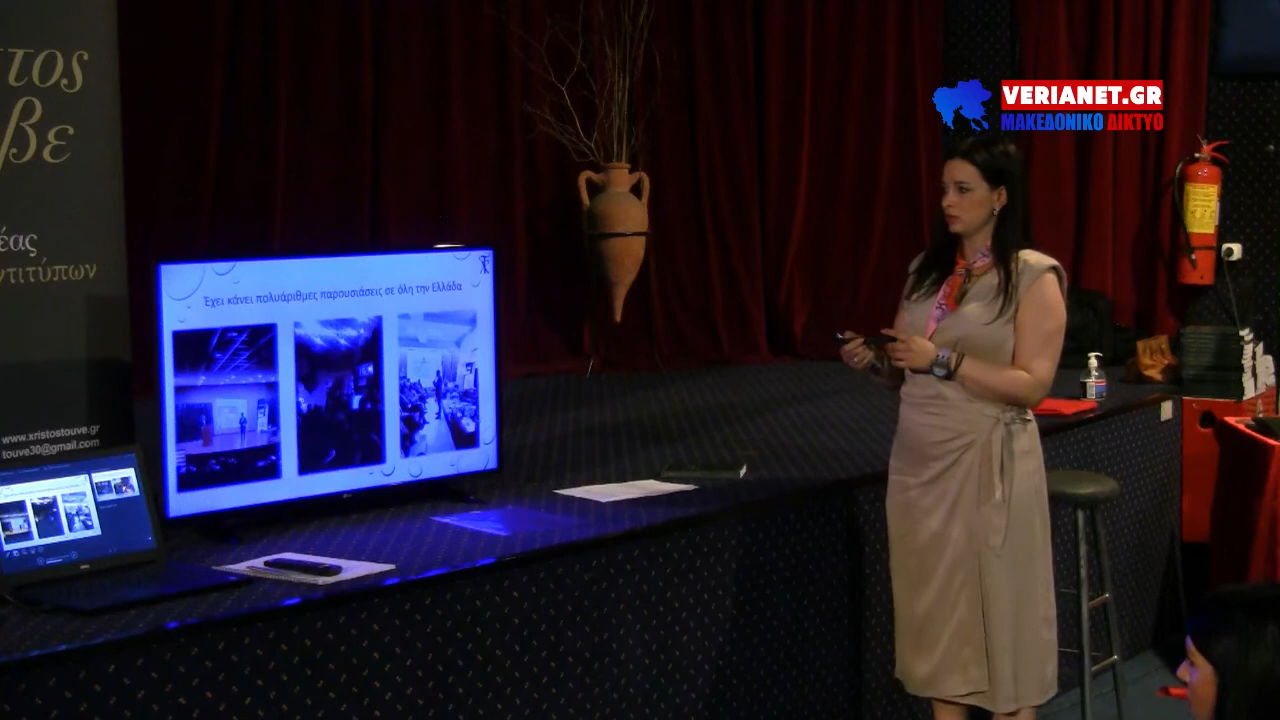 τος
βε
έας
ντιτύπων
www.xristostouve.gr
touve30@gmail.com
Έχει κάνει πολυάριθμες παρουσιάσεις σε όλη την Ελλάδα
VERIANET.GR
ΜΑΚΕΔΟΝΙΚΟ ΔΙΚΤΥΟ